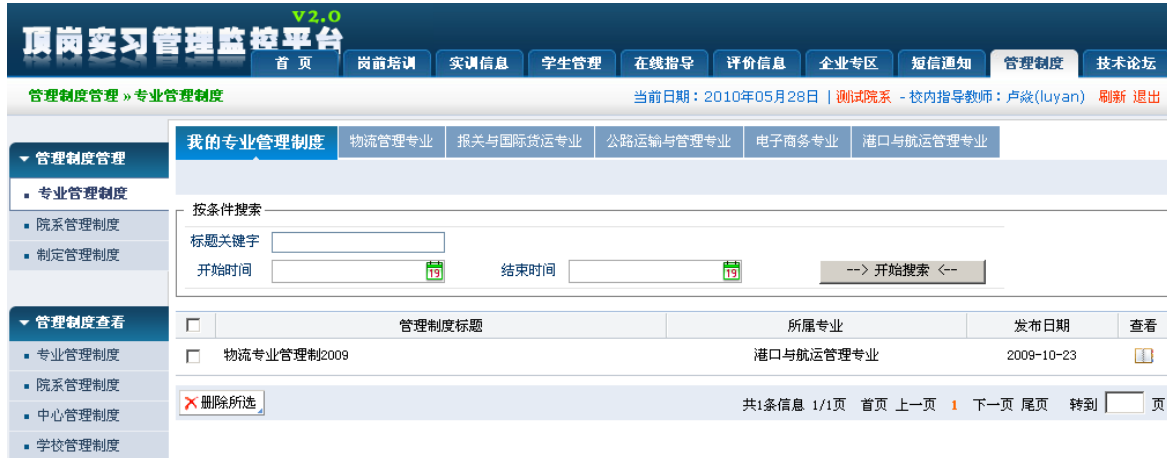 V2.0
顶岗实习管理监控平台
首 页 岗前培训 实训信息 学生管理 在线指导 评价信息 企业专区 短信通知 管理制度 技术论坛
管理制度管理 » 专业管理制度 当前日期：2010年05月28日 | 测试院系 - 校内指导教师：卢焱(luyan) 刷新 退出
我的专业管理制度 物流管理专业 报关与国际货运专业 公路运输与管理专业 电子商务专业 港口与航运管理专业
管理制度管理
专业管理制度
院系管理制度
制定管理制度
按条件搜索
标题关键字
开始时间 19 结束时间 19 --> 开始搜索 <--
管理制度查看
专业管理制度
院系管理制度
中心管理制度
学校管理制度
管理制度标题 所属专业 发布日期 查看
物流专业管理制2009 港口与航运管理专业 2009-10-23
删除所选 共1条信息 1/1页 首页 上一页 1 下一页 尾页 转到 页